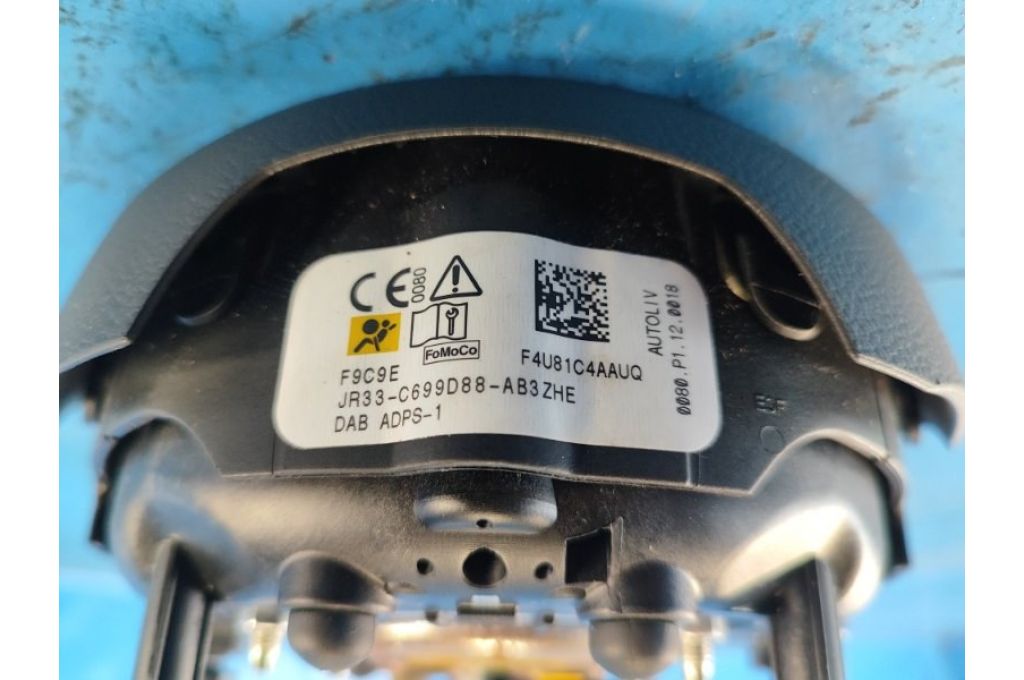 CE 0080
FoMoCo
F9C9E
JR33-C699D88-AB3ZHE
DAB ADPS-1
F4U81C4AAUQ
AUTOLIV
0080.P1.12.0018